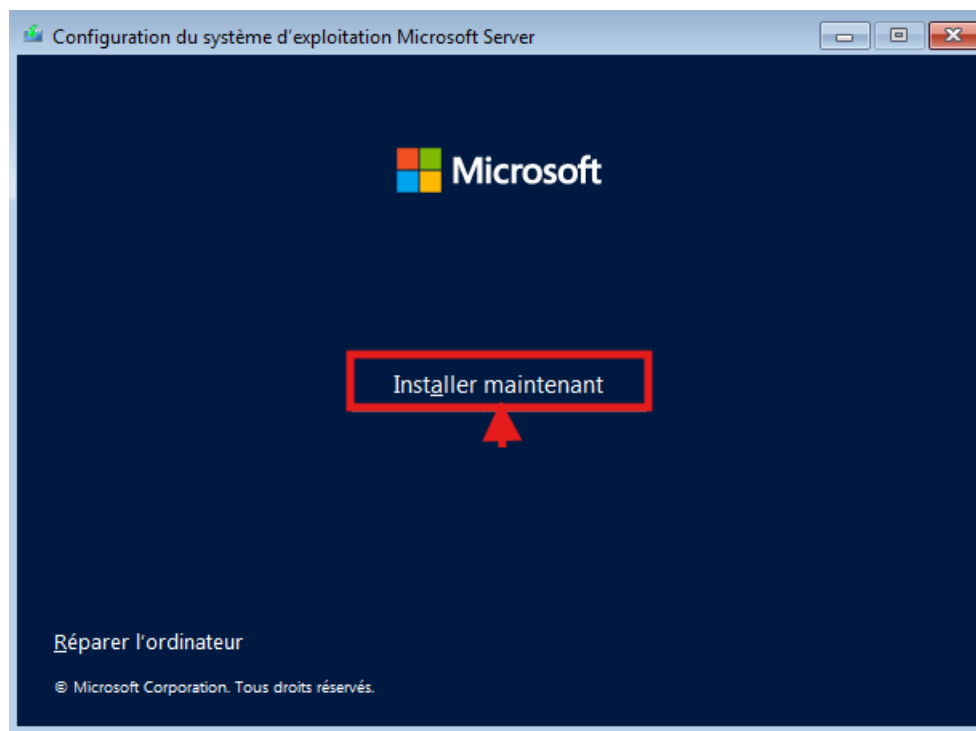 Configuration du système d'exploitation Microsoft Server
Microsoft
Installer maintenant
Réparer l'ordinateur
© Microsoft Corporation. Tous droits réservés.